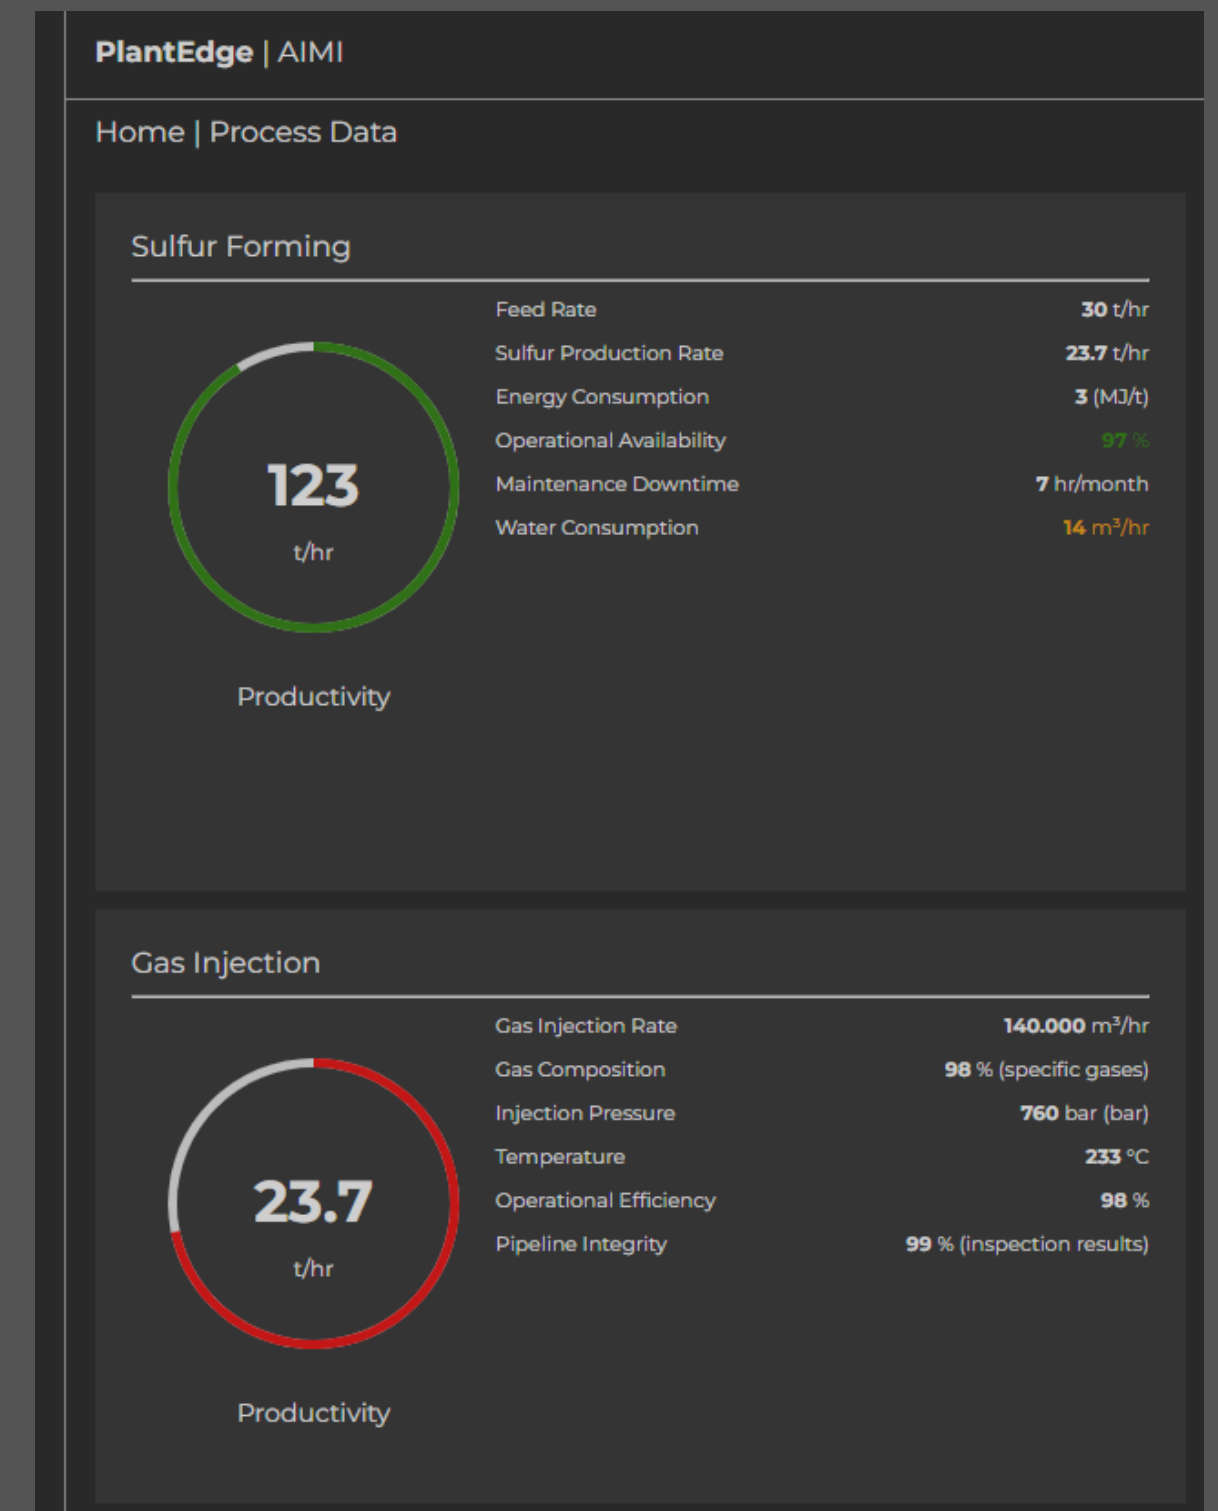 PlantEdge | AIMI
Home | Process Data
Sulfur Forming
123
t/hr
Productivity
Feed Rate 30 t/hr
Sulfur Production Rate 23.7 t/hr
Energy Consumption 3 (MJ/t)
Operational Availability 97 %
Maintenance Downtime 7 hr/month
Water Consumption 14 m³/hr
Gas Injection
23.7
t/hr
Productivity
Gas Injection Rate 140.000 m³/hr
Gas Composition 98 % (specific gases)
Injection Pressure 760 bar (bar)
Temperature 233 °C
Operational Efficiency 98 %
Pipeline Integrity 99 % (inspection results)